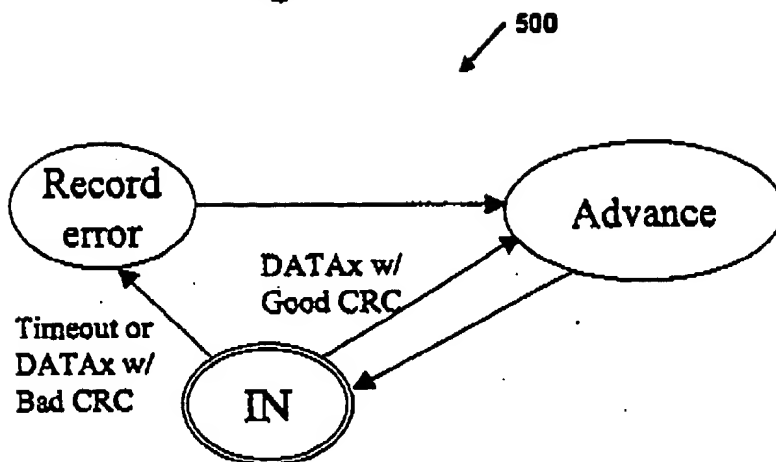 500
Record
error
Advance
DATAx w/
Good CRC
Timeout or
DATAx w/
Bad CRC
IN